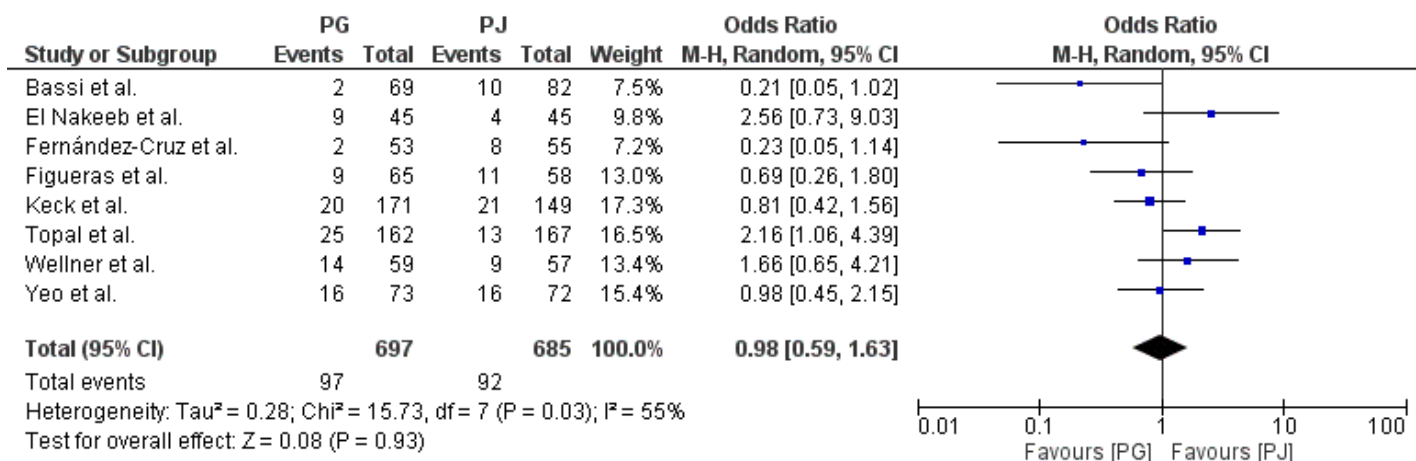 PG PJ Odds Ratio Odds Ratio
Study or Subgroup Events Total Events Total Weight M-H, Random, 95% CI M-H, Random, 95% CI
Bassi et al. 2 69 10 82 7.5% 0.21 [0.05, 1.02]
El Nakeeb et al. 9 45 4 45 9.8% 2.56 [0.73, 9.03]
Fernández-Cruz et al. 2 53 8 55 7.2% 0.23 [0.05, 1.14]
Figueras et al. 9 65 11 58 13.0% 0.69 [0.26, 1.80]
Keck et al. 20 171 21 149 17.3% 0.81 [0.42, 1.56]
Topal et al. 25 162 13 167 16.5% 2.16 [1.06, 4.39]
Wellner et al. 14 59 9 57 13.4% 1.66 [0.65, 4.21]
Yeo et al. 16 73 16 72 15.4% 0.98 [0.45, 2.15]
Total (95% CI) 697 685 100.0% 0.98 [0.59, 1.63]
Total events 97 92
Heterogeneity: Tau² = 0.28; Chi² = 15.73, df = 7 (P = 0.03); I² = 55%
Test for overall effect: Z = 0.08 (P = 0.93)
0.01 0.1 1 10 100
Favours [PG] Favours [PJ]